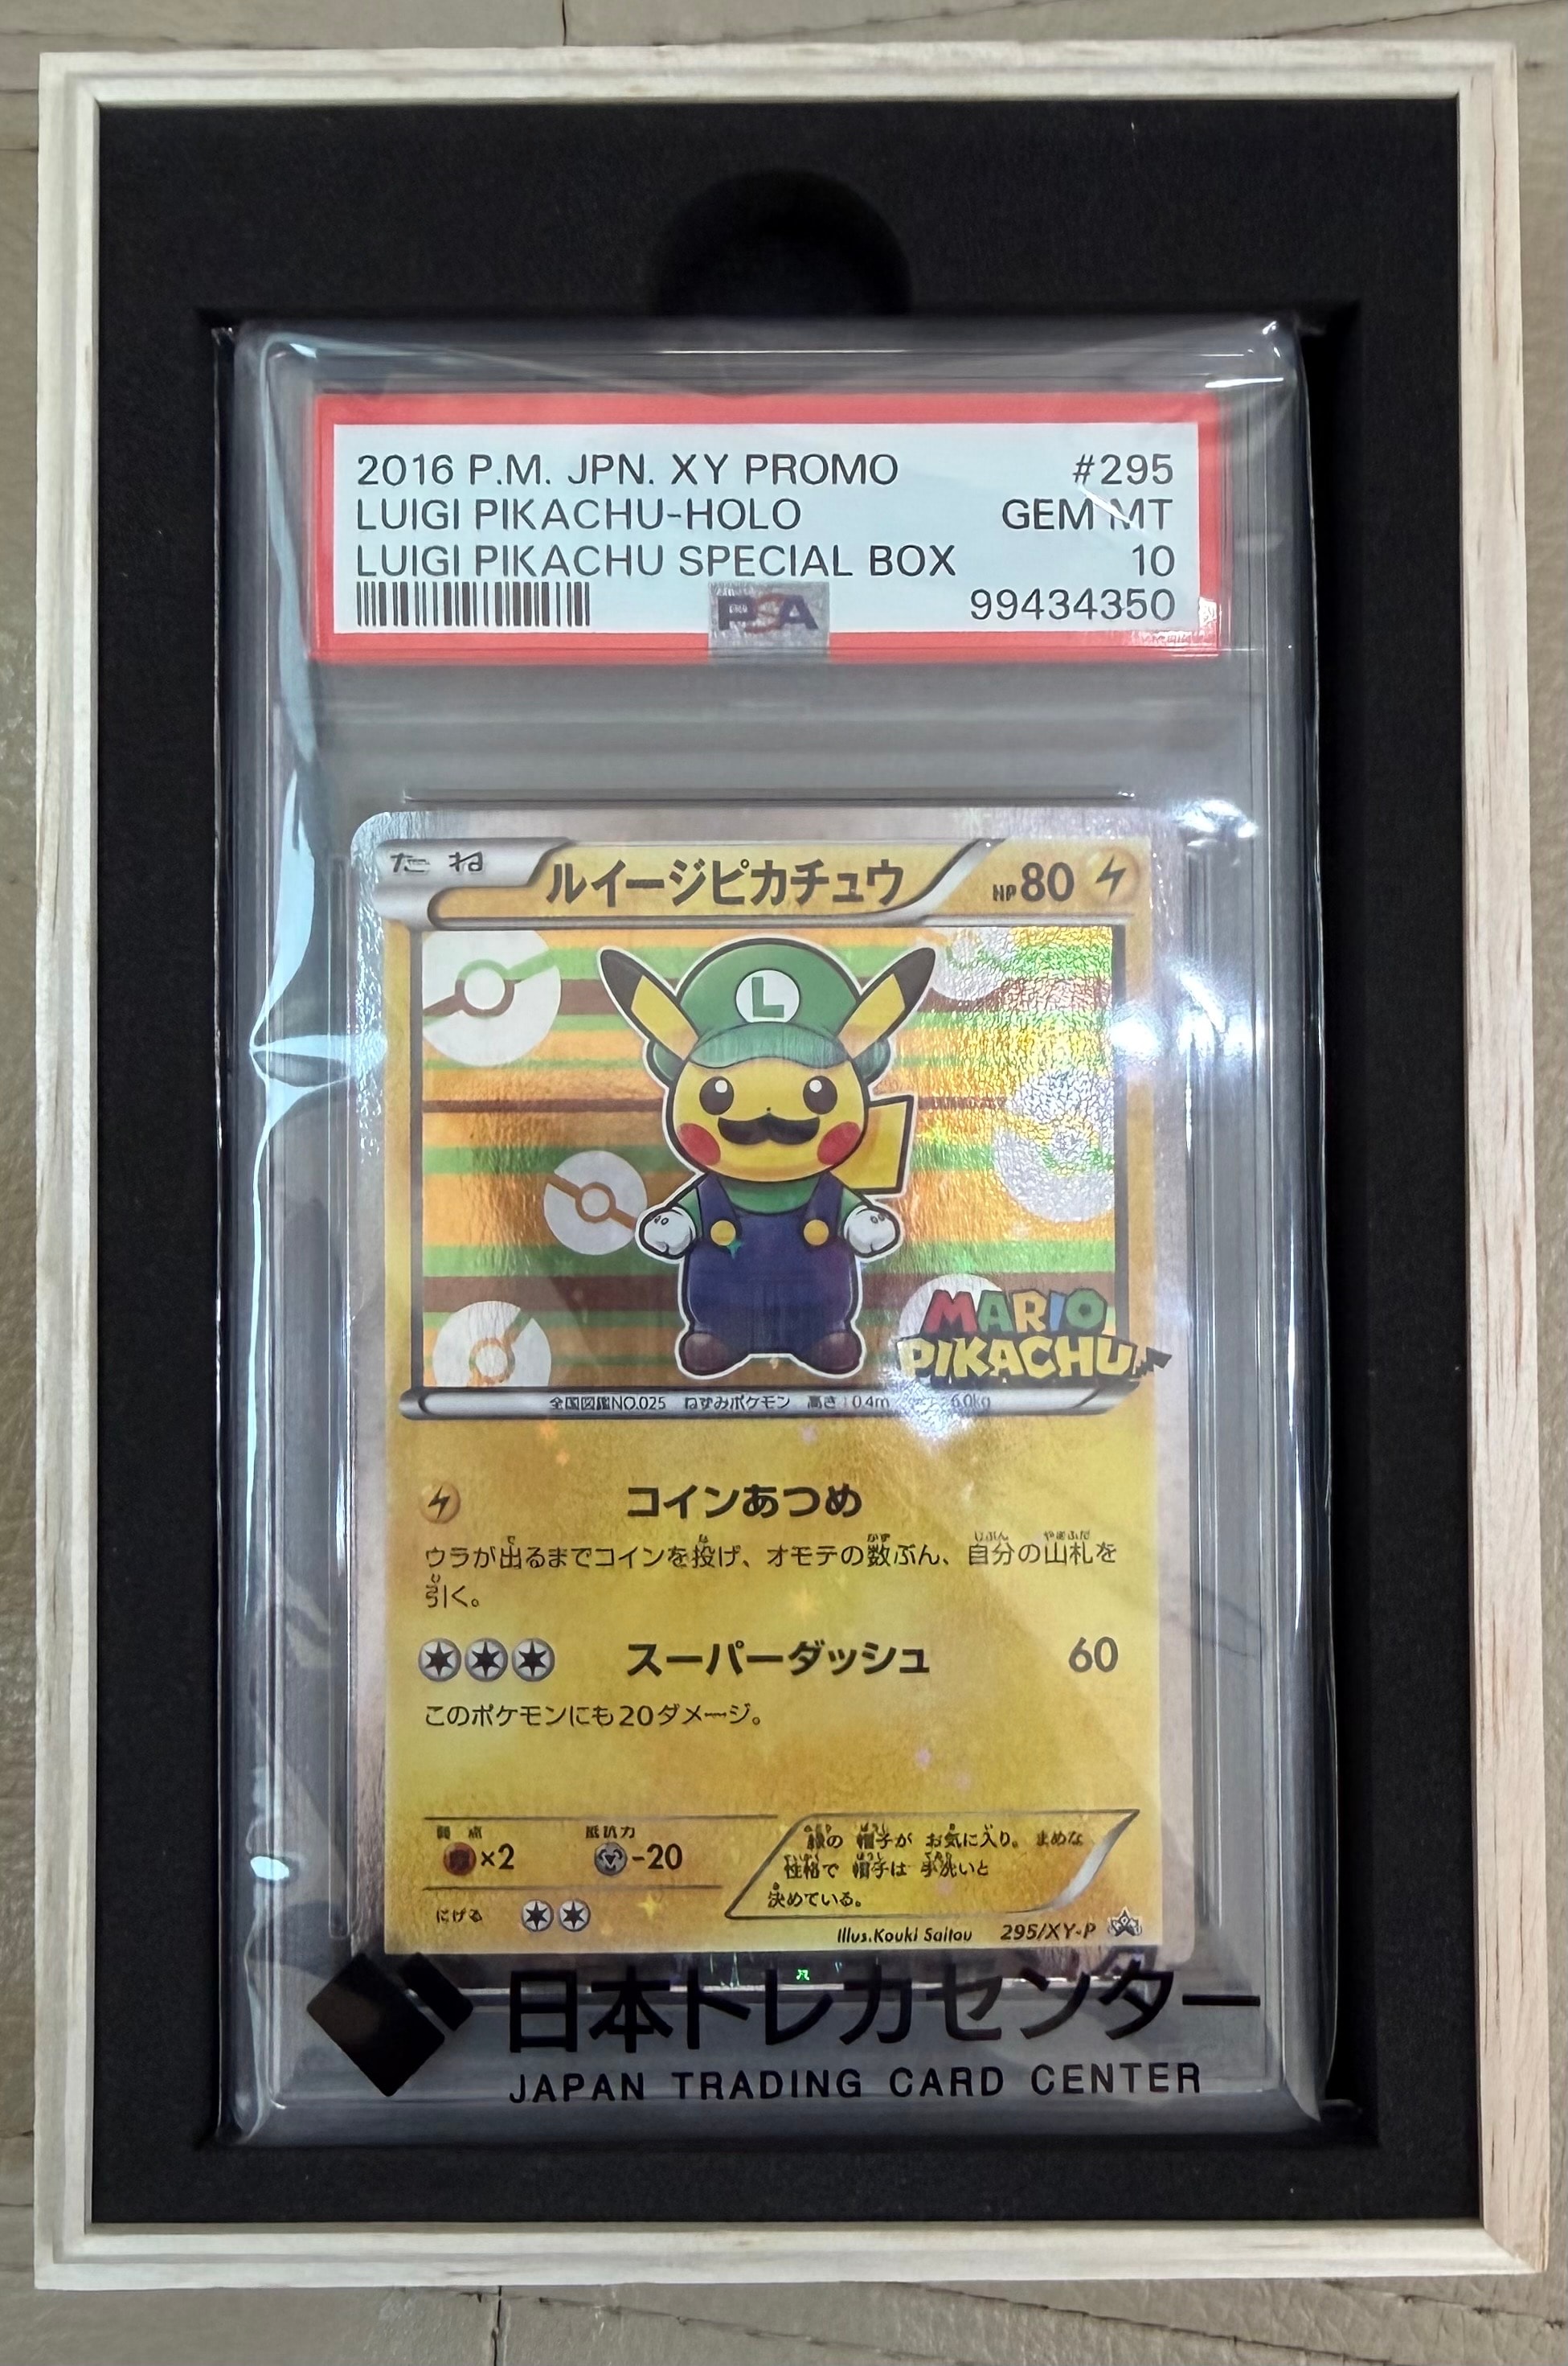 2016 P.M. JPN. XY PROMO #295
LUIGI PIKACHU-HOLO GEM MT
LUIGI PIKACHU SPECIAL BOX 10
PSA 99434350
たね ルイージピカチュウ HP80
L
MARIO
PIKACHU
全国図鑑NO.025 ねずみポケモン 高さ:0.4m 6.0kg
コインあつめ
ウラが出るまでコインを投げ、オモテの数ぶん、自分の山札を
引く。
スーパーダッシュ 60
このポケモンにも20ダメージ。
弱点 抵抗力
×2 -20
にげる
緑の帽子が お気に入り。 まめな
性格で 帽子は 手洗いと
決めている。
Illus.Kouki Saitou 295/XY-P
日本トレカセンター
JAPAN TRADING CARD CENTER